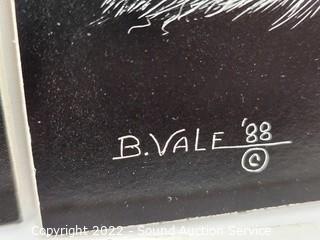 B. VALE '88
©
Copyright 2022 - Sound Auction Service